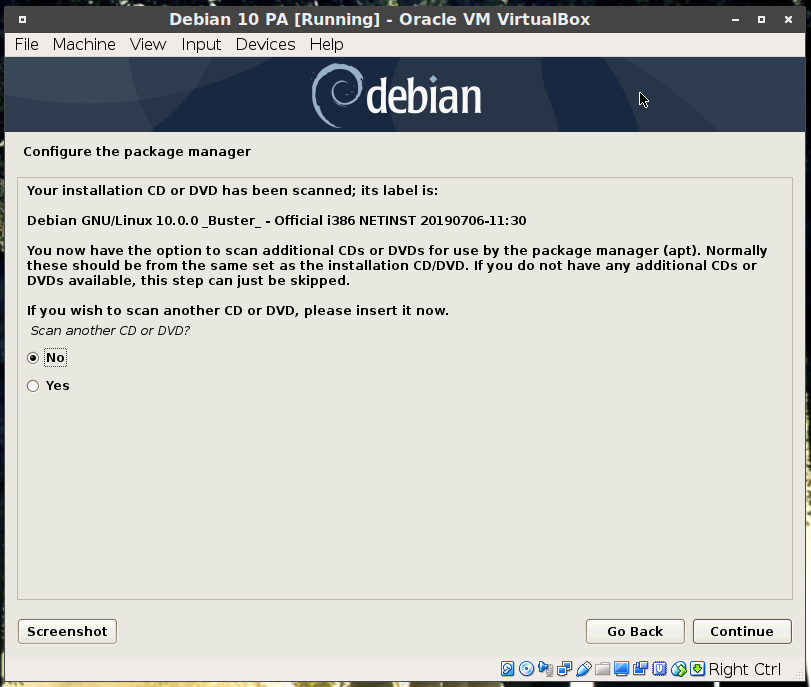 Debian 10 PA [Running] - Oracle VM VirtualBox
File Machine View Input Devices Help
debian
Configure the package manager
Your installation CD or DVD has been scanned; its label is:
Debian GNU/Linux 10.0.0 _Buster_ - Official i386 NETINST 20190706-11:30
You now have the option to scan additional CDs or DVDs for use by the package manager (apt). Normally
these should be from the same set as the installation CD/DVD. If you do not have any additional CDs or
DVDs available, this step can just be skipped.
If you wish to scan another CD or DVD, please insert it now.
Scan another CD or DVD?
No
Yes
Screenshot
Go Back
Continue
Right Ctrl